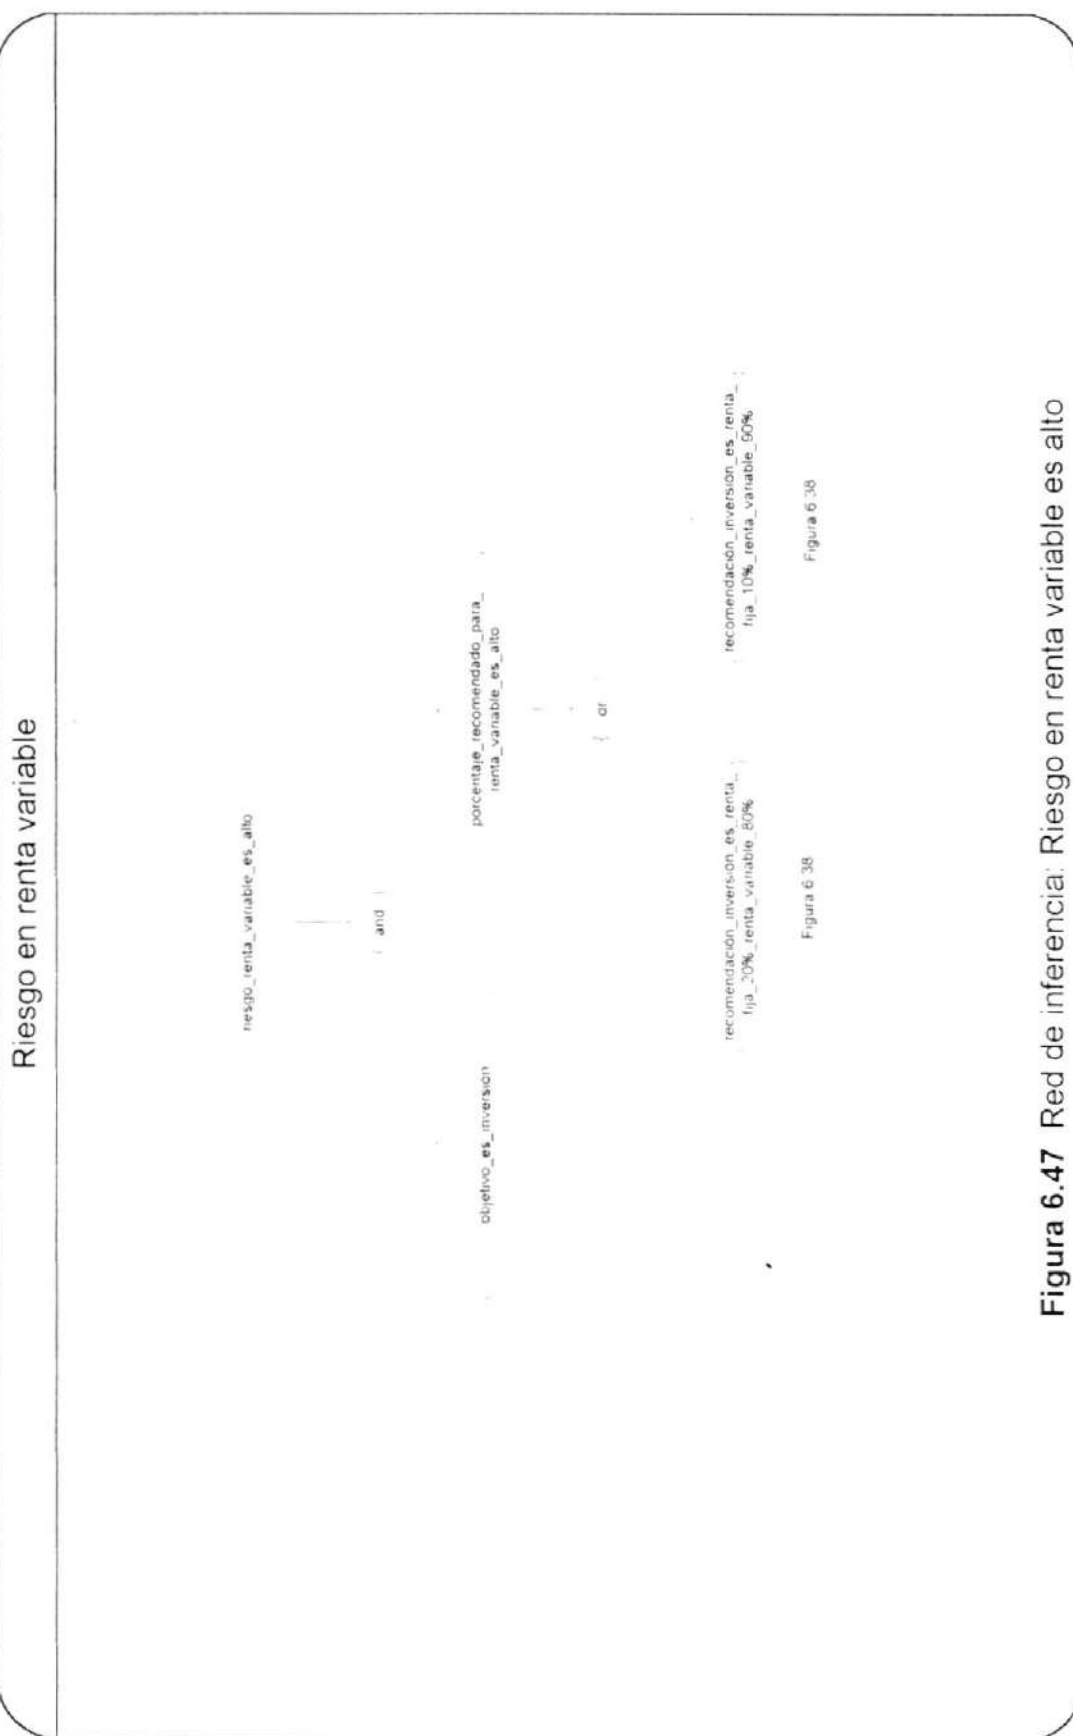 Riesgo en renta variable
riesgo_renta_variable_es_alto
and
objetivo_es_inversion
porcentaje_recomendado_para_
renta_variable_es_alto
or
recomendación_inversion_es_renta_
fija_20%_renta_variable_80%
Figura 6 38
recomendación_inversion_es_renta_
fija_10%_renta_variable_90%
Figura 6 38
Figura 6.47 Red de inferencia: Riesgo en renta variable es alto